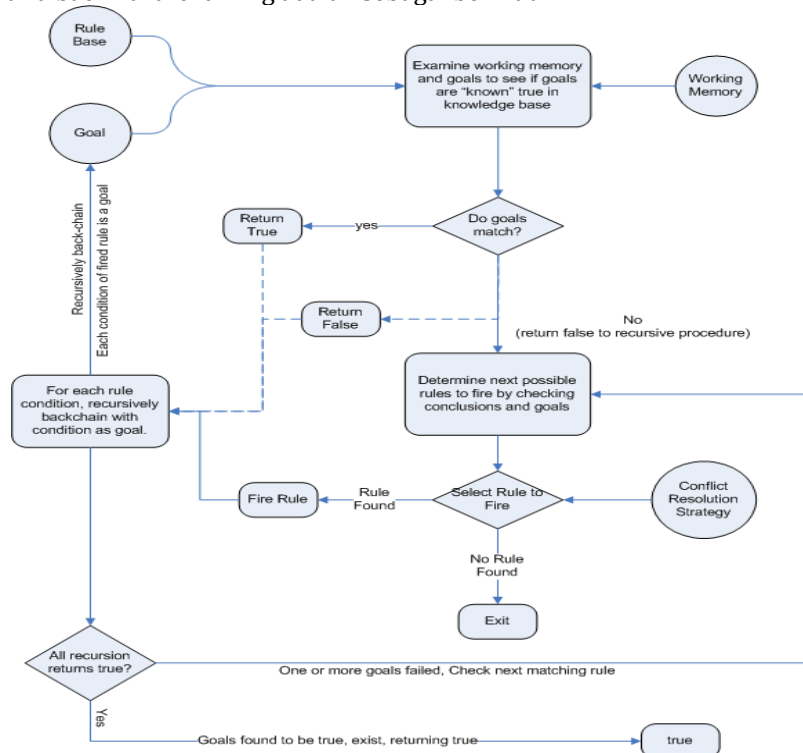 Rule
Base
Examine working memory
and goals to see if goals
are "known" true in
knowledge base
Working
Memory
Goal
Recursively back-chain
Each condition of fired rule is a goal
Return
True
yes
Do goals
match?
Return
False
No
(return false to recursive procedure)
For each rule
condition, recursively
backchain with
condition as goal.
Determine next possible
rules to fire by checking
conclusions and goals
Fire Rule
Rule
Found
Select Rule to
Fire
Conflict
Resolution
Strategy
No Rule
Found
Exit
All recursion
returns true?
One or more goals failed, Check next matching rule
Yes
Goals found to be true, exist, returning true
true